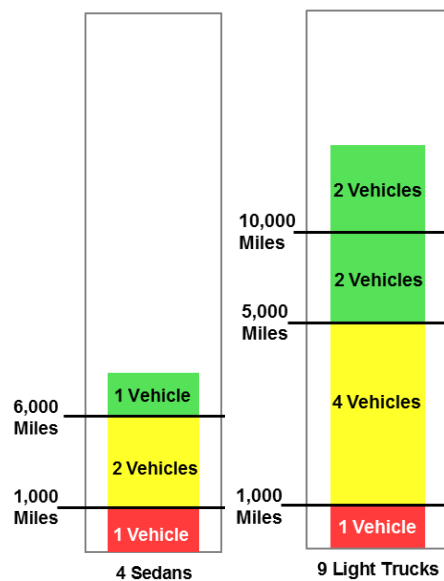 2 Vehicles
10,000
Miles
2 Vehicles
5,000
Miles
1 Vehicle
6,000
Miles
4 Vehicles
2 Vehicles
1,000
Miles
1,000
Miles
1 Vehicle
1 Vehicle
4 Sedans
9 Light Trucks